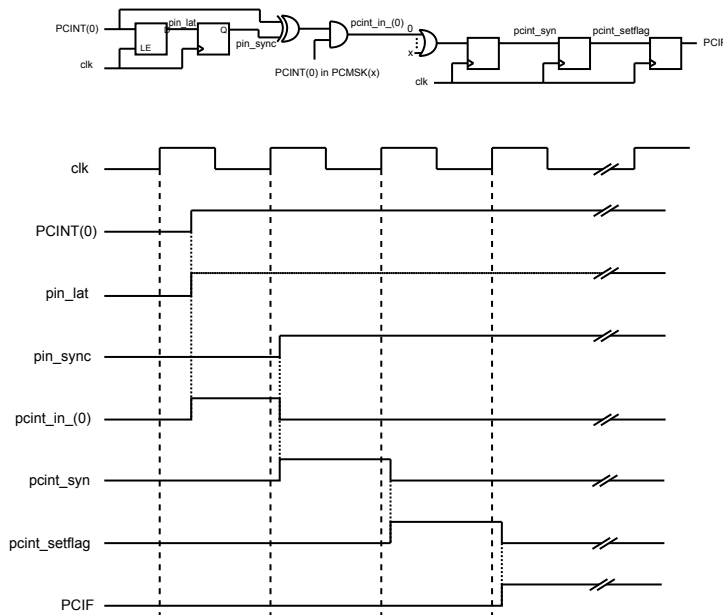 PCINT(0)
pin_lat
D
Q
LE
clk
pin_sync
pcint_in_(0)
0
x
PCINT(0) in PCMSK(x)
pcint_syn
pcint_setflag
PCIF
clk
clk
PCINT(0)
pin_lat
pin_sync
pcint_in_(0)
pcint_syn
pcint_setflag
PCIF